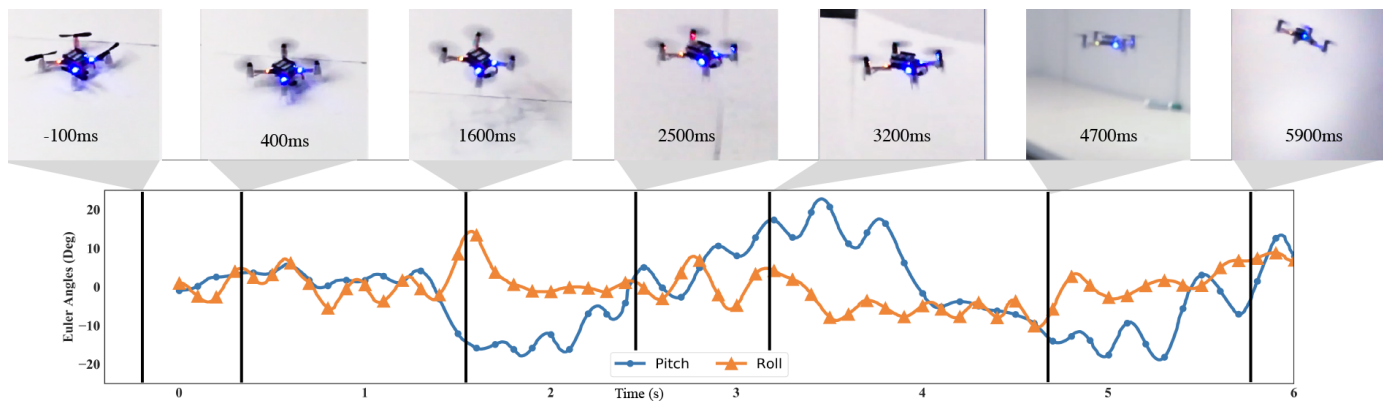 -100ms
400ms
1600ms
2500ms
3200ms
4700ms
5900ms
Euler Angles (Deg)
20
10
0
−10
−20
Pitch
Roll
0
1
2
Time (s)
3
4
5
6